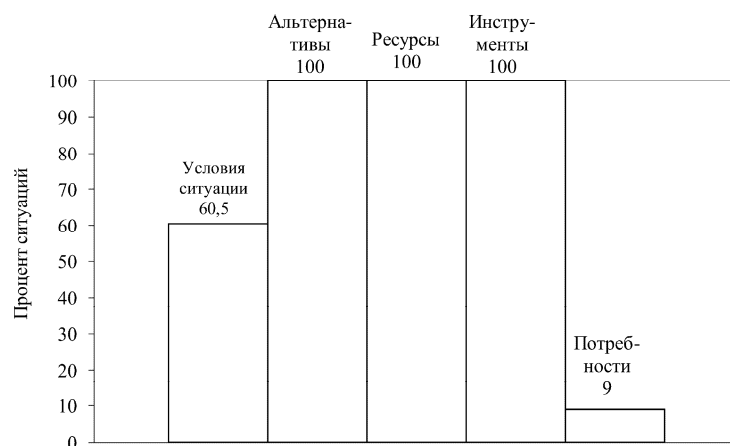 Альтерна-
тивы
100
Ресурсы
100
Инстру-
менты
100
Процент ситуаций
100
90
80
70
60
50
40
30
20
10
0
Условия
ситуации
60,5
Потреб-
ности
9